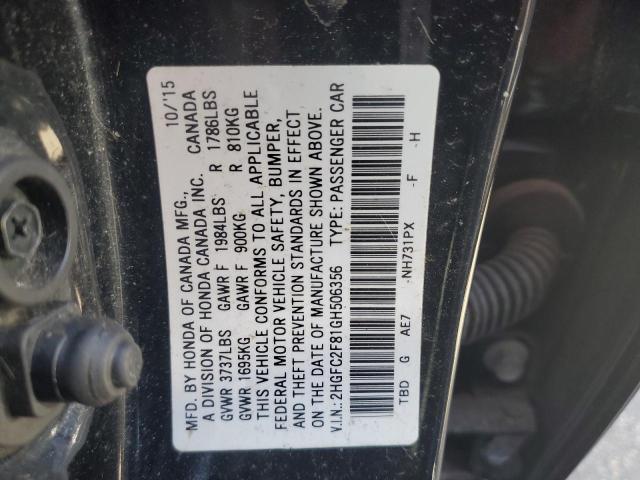 MFD. BY HONDA OF CANADA MFG., 10/'15
A DIVISION OF HONDA CANADA INC. CANADA
GVWR 3737LBS GAWR F 1984LBS R 1786LBS
GVWR 1695KG GAWR F 900KG R 810KG
THIS VEHICLE CONFORMS TO ALL APPLICABLE
FEDERAL MOTOR VEHICLE SAFETY, BUMPER,
AND THEFT PREVENTION STANDARDS IN EFFECT
ON THE DATE OF MANUFACTURE SHOWN ABOVE.
V.I.N.: 2HGFC2F81GH506356 TYPE: PASSENGER CAR
TBD G AE7 -NH731PX -F -H